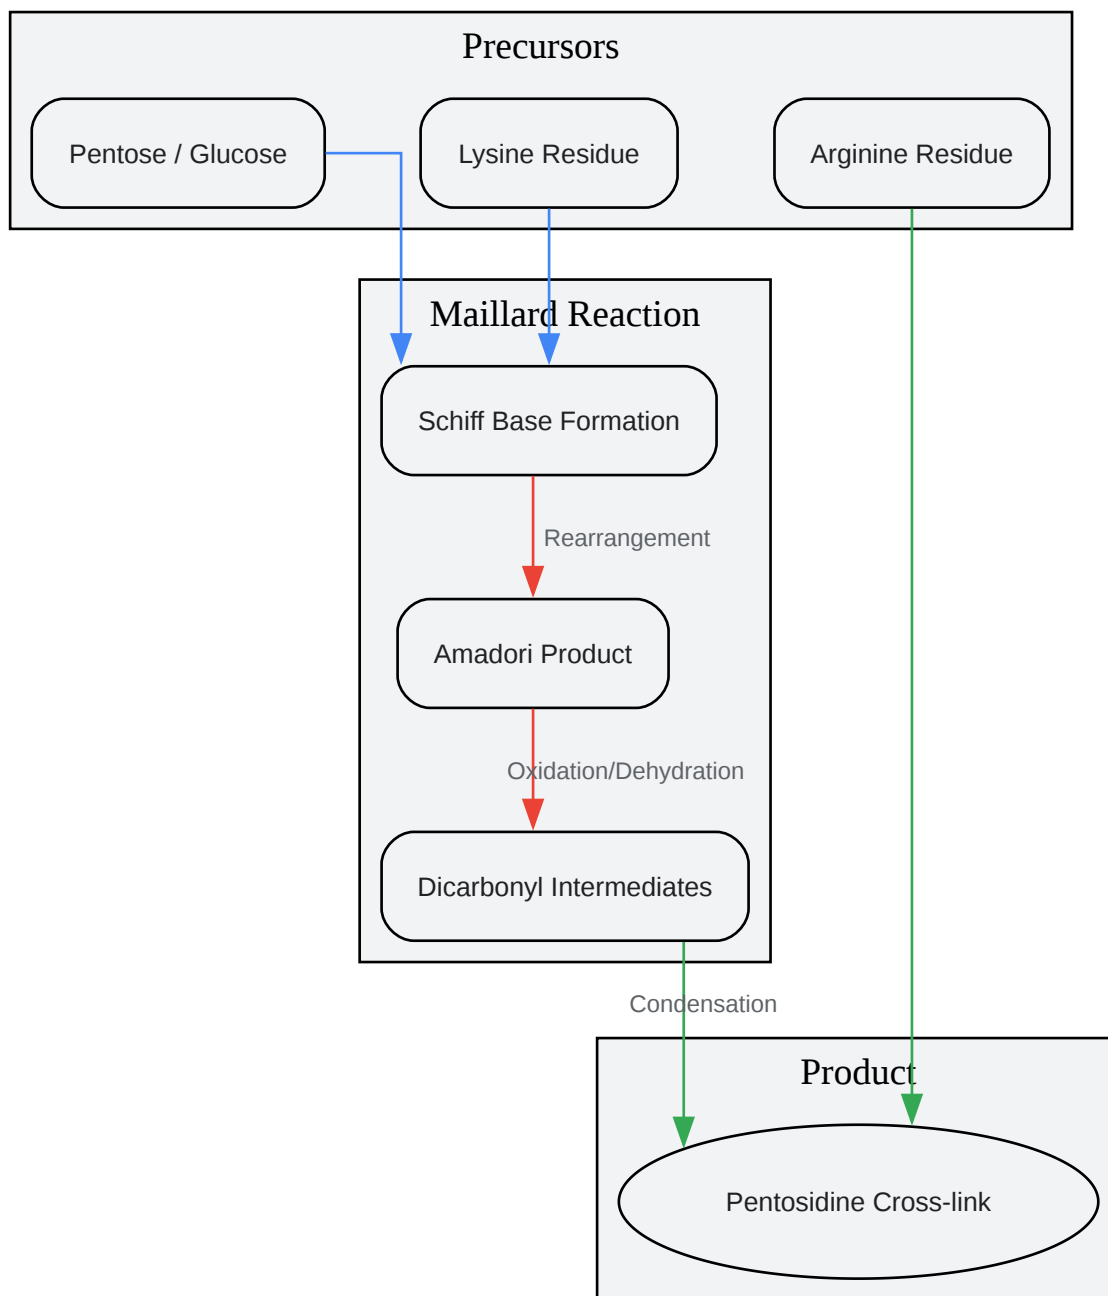 Precursors
Pentose / Glucose
Lysine Residue
Arginine Residue
Maillard Reaction
Schiff Base Formation
Rearrangement
Amadori Product
Oxidation/Dehydration
Dicarbonyl Intermediates
Condensation
Product
Pentosidine Cross-link